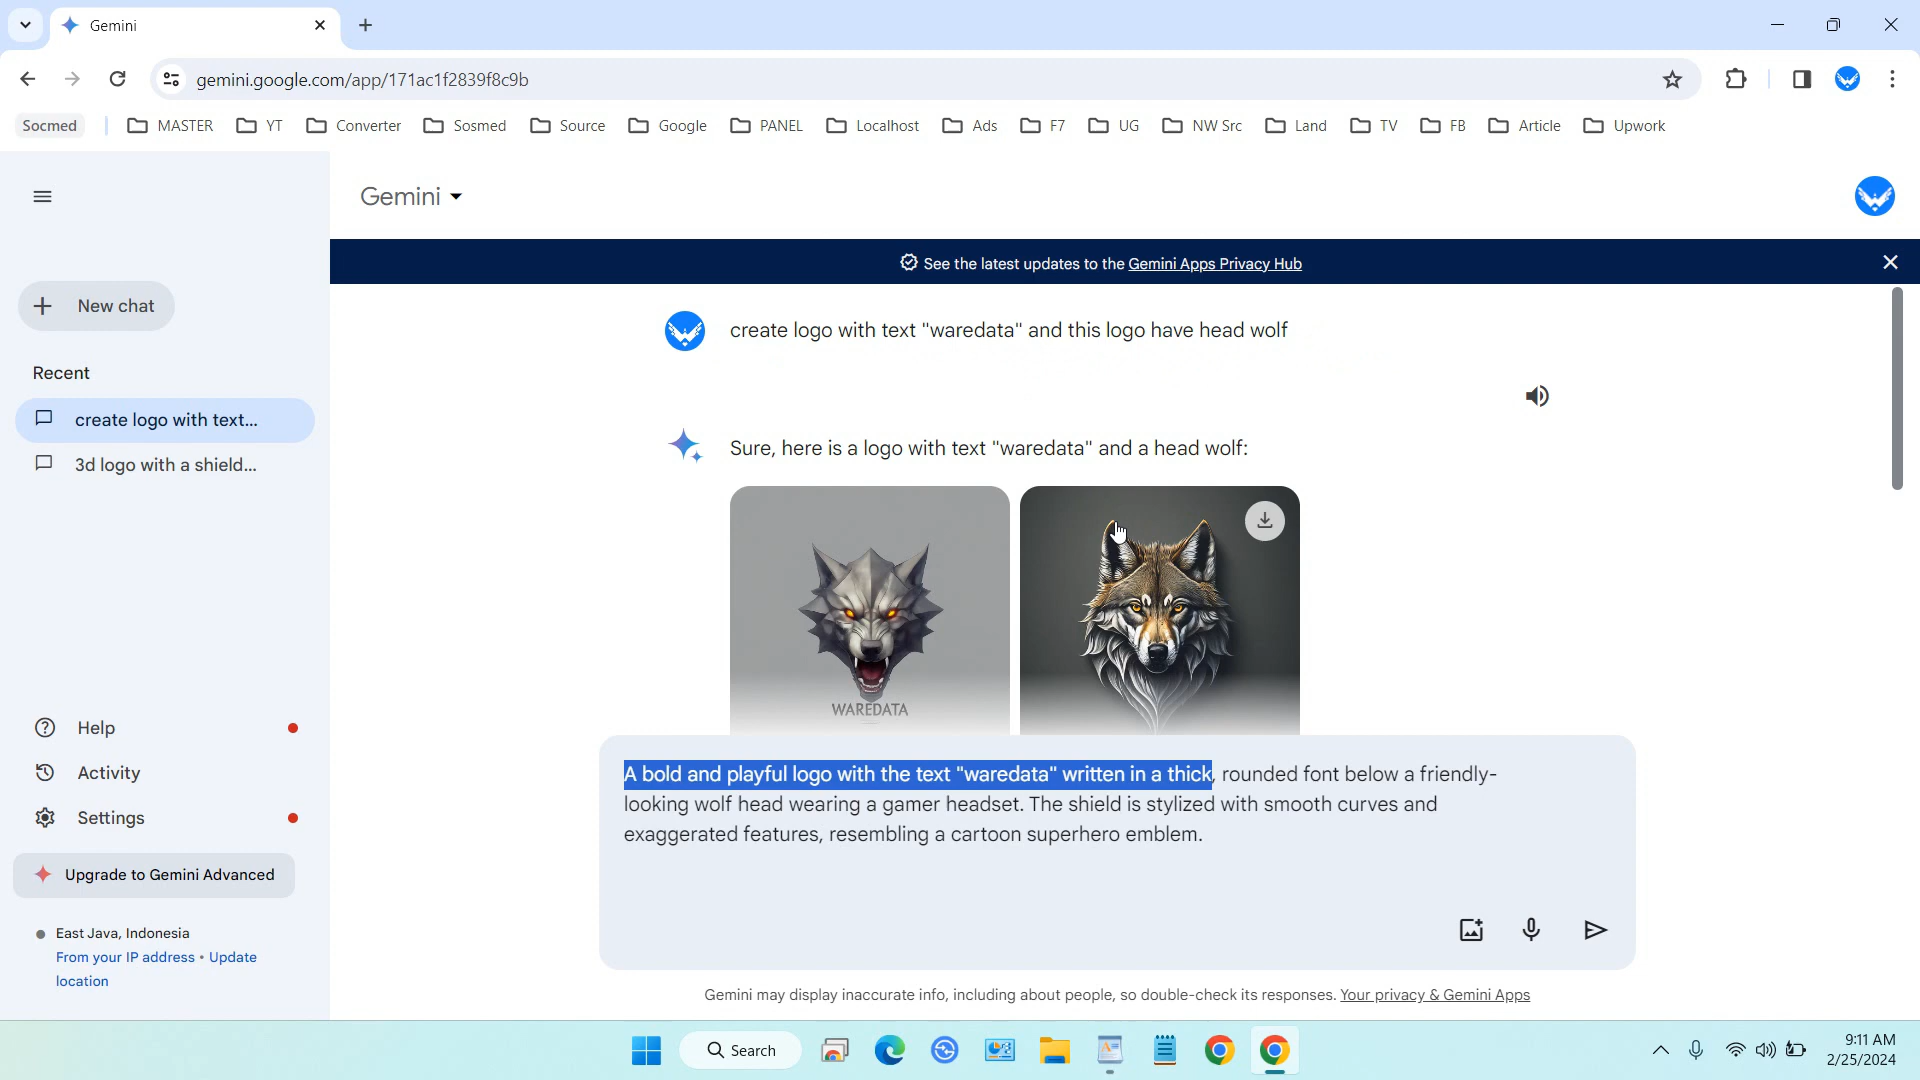 Gemini
gemini.google.com/app/171ac1f2839f8c9b
Socmed
MASTER
YT
Converter
Sosmed
Source
Google
PANEL
Localhost
Ads
F7
UG
NW Src
Land
TV
FB
Article
Upwork
Gemini
See the latest updates to the Gemini Apps Privacy Hub
New chat
create logo with text "waredata" and this logo have head wolf
Recent
create logo with text...
Sure, here is a logo with text "waredata" and a head wolf:
3d logo with a shield...
WAREDATA
Help
Activity
Settings
A bold and playful logo with the text "waredata" written in a thick, rounded font below a friendly-
looking wolf head wearing a gamer headset. The shield is stylized with smooth curves and
exaggerated features, resembling a cartoon superhero emblem.
Upgrade to Gemini Advanced
East Java, Indonesia
From your IP address • Update
location
Gemini may display inaccurate info, including about people, so double-check its responses. Your privacy & Gemini Apps
Search
9:11 AM
2/25/2024